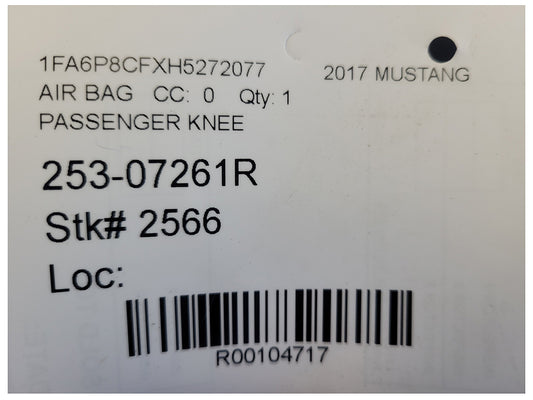 1FA6P8CFXH5272077 2017 MUSTANG
AIR BAG CC: 0 Qty: 1
PASSENGER KNEE
253-07261R
Stk# 2566
Loc:
R00104717